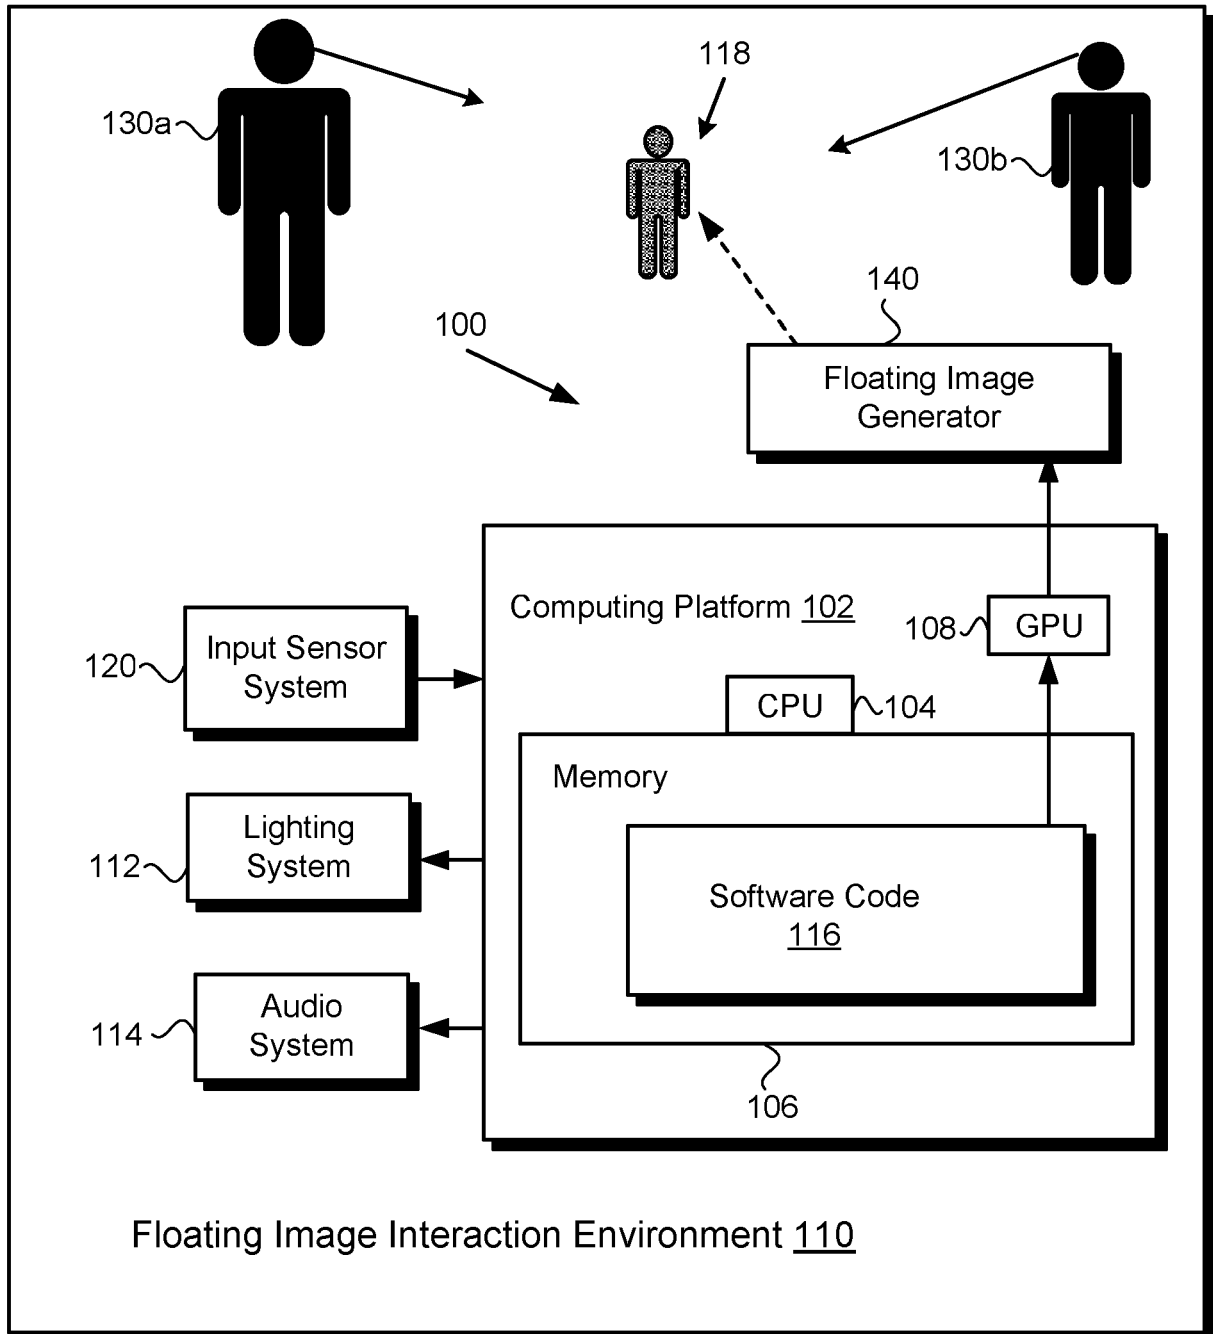 118
130a
130b
140
100
Floating Image
Generator
Computing Platform 102
108
GPU
Input Sensor
System
120
CPU
104
Memory
Lighting
System
112
Software Code
116
Audio
System
114
106
Floating Image Interaction Environment 110